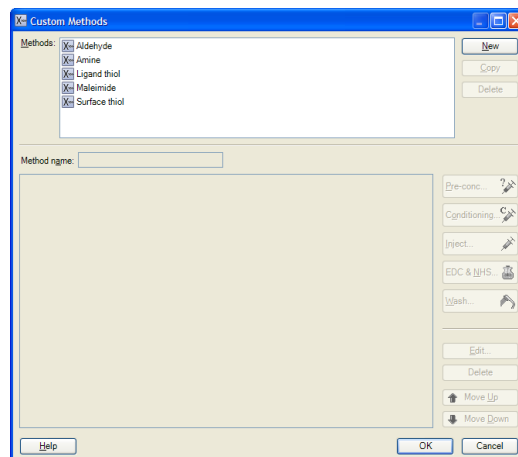 Custom Methods
Methods:
Aldehyde
Amine
Ligand thiol
Maleimide
Surface thiol
New
Copy
Delete
Method name:
Pre-conc... ?
Conditioning... C
Inject...
EDC & NHS...
Wash...
Edit...
Delete
Move Up
Move Down
Help
OK
Cancel